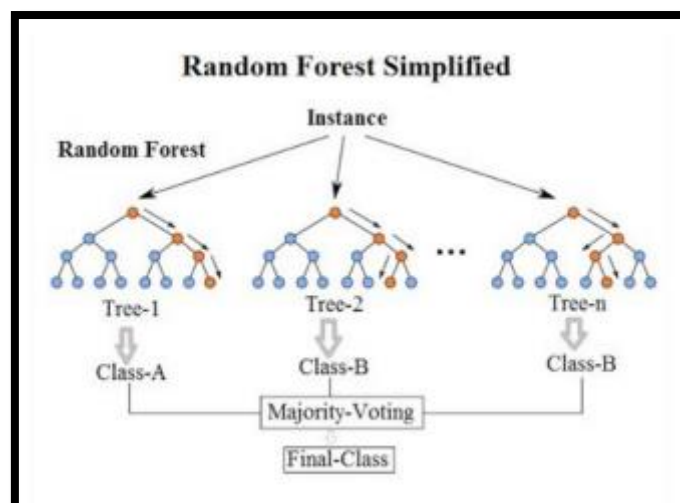 Random Forest Simplified
Instance
Random Forest
...
Tree-1 Tree-2 Tree-n
Class-A Class-B Class-B
Majority-Voting
Final-Class